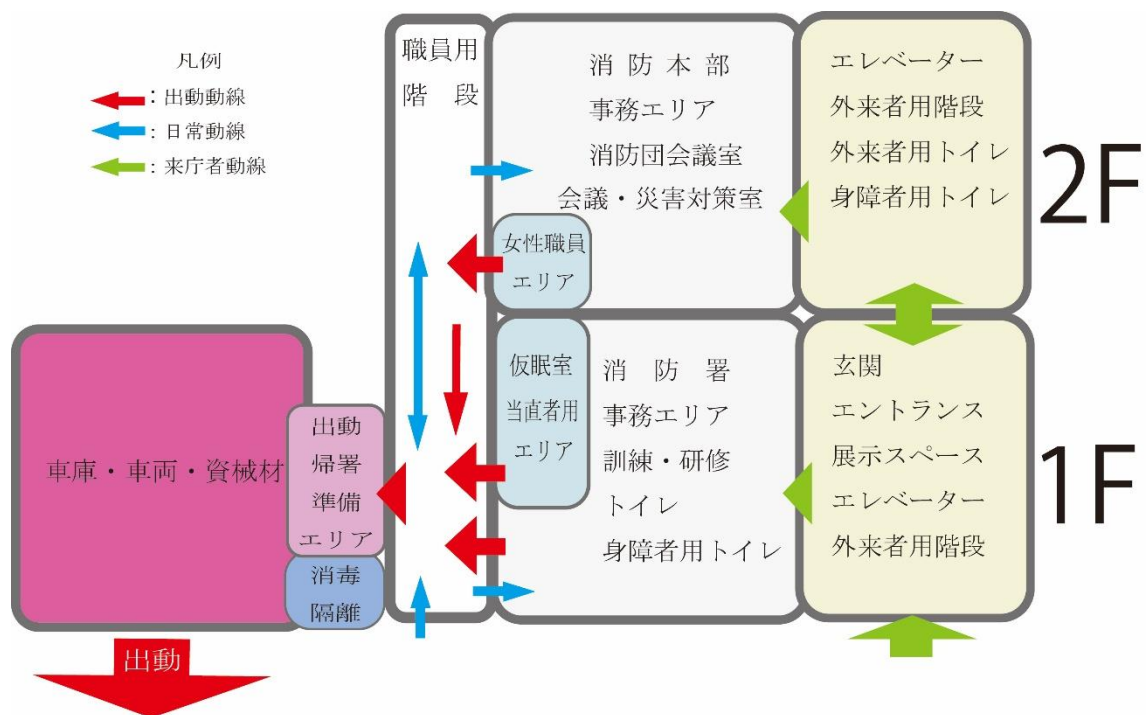 凡例
：出動動線
：日常動線
：来庁者動線
職員用
階 段
消 防 本 部
事務エリア
消防団会議室
会議・災害対策室
女性職員
エリア
エレベーター
外来者用階段
外来者用トイレ
身障者用トイレ
2F
車庫・車両・資械材
出動
帰署
準備
エリア
消毒
隔離
出動
仮眠室
当直者用
エリア
消 防 署
事務エリア
訓練・研修
トイレ
身障者用トイレ
玄関
エントランス
展示スペース
エレベーター
外来者用階段
1F